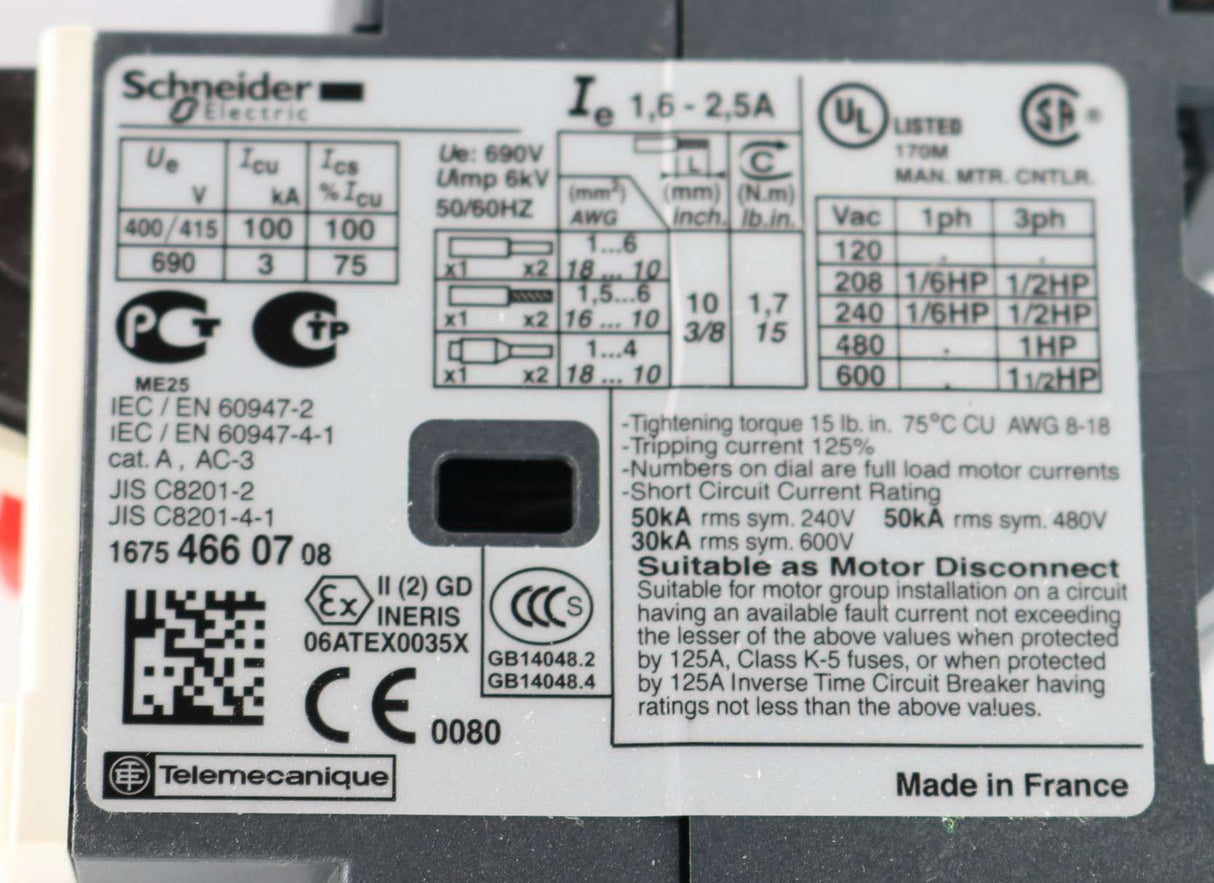 Schneider
Electric
Ie 1,6 - 2,5A
UL LISTED
170M
MAN. MTR. CNTLR.
SA ®
Ue Icu Ics
V kA % Icu
400/415 100 100
690 3 75
Ue: 690V
Uimp 6kV
50/60HZ
L C
(mm²) (mm) (N.m)
AWG inch. lb.in.
1...6
x1 x2 18 ... 10
1,5...6
x1 x2 16 ... 10
1...4
x1 x2 18 ... 10
10 1,7
3/8 15
Vac 1ph 3ph
120 . .
208 1/6HP 1/2HP
240 1/6HP 1/2HP
480 . 1HP
600 . 1 1/2HP
PCT CTP
ME25
IEC / EN 60947-2
IEC / EN 60947-4-1
cat. A , AC-3
JIS C8201-2
JIS C8201-4-1
1675 466 07 08
Ex II (2) GD
INERIS
06ATEX0035X
CE 0080
CCC S
GB14048.2
GB14048.4
-Tightening torque 15 lb. in. 75°C CU AWG 8-18
-Tripping current 125%
-Numbers on dial are full load motor currents
-Short Circuit Current Rating
50kA rms sym. 240V 50kA rms sym. 480V
30kA rms sym. 600V
Suitable as Motor Disconnect
Suitable for motor group installation on a circuit
having an available fault current not exceeding
the lesser of the above values when protected
by 125A, Class K-5 fuses, or when protected
by 125A Inverse Time Circuit Breaker having
ratings not less than the above values.
Telemecanique
Made in France